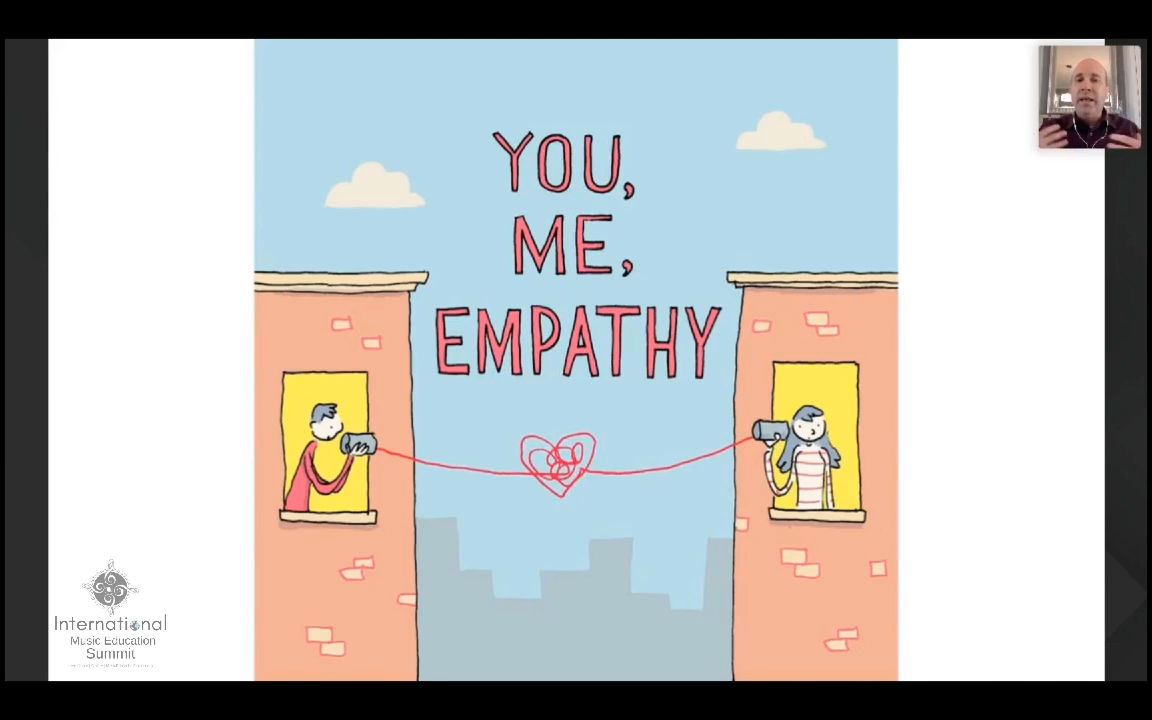 YOU,
ME,
EMPATHY
International
Music Education
Summit